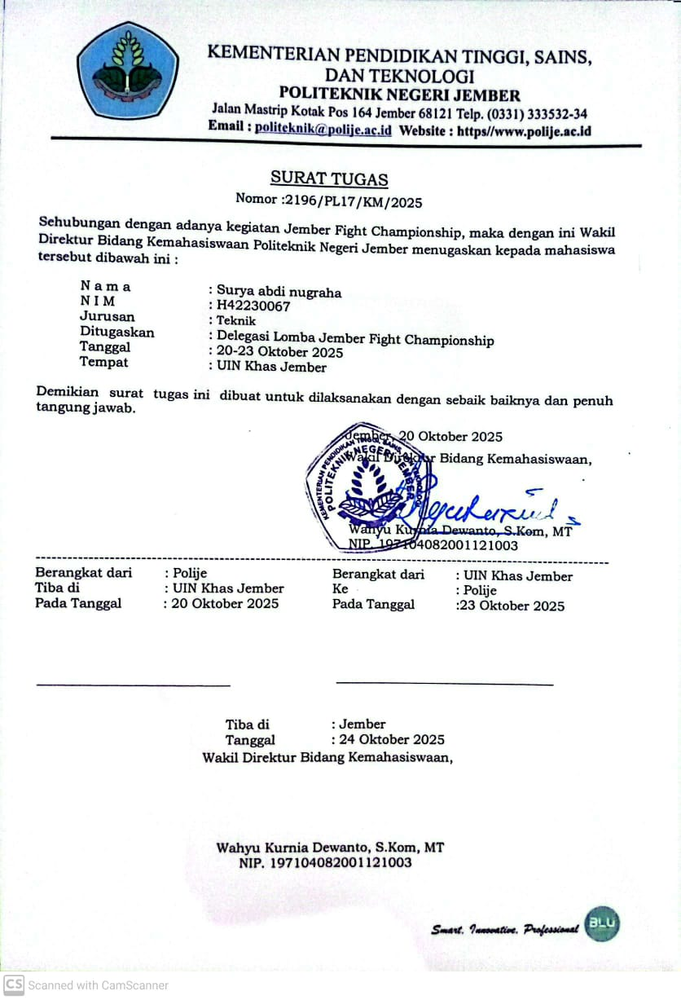 KEMENTERIAN PENDIDIKAN TINGGI, SAINS,
DAN TEKNOLOGI
POLITEKNIK NEGERI JEMBER
Jalan Mastrip Kotak Pos 164 Jember 68121 Telp. (0331) 333532-34
Email : politeknik@polije.ac.id Website : https//www.polije.ac.id
SURAT TUGAS
Nomor :2196/PL17/KM/2025
Sehubungan dengan adanya kegiatan Jember Fight Championship, maka dengan ini Wakil
Direktur Bidang Kemahasiswaan Politeknik Negeri Jember menugaskan kepada mahasiswa
tersebut dibawah ini :
N a m a : Surya abdi nugraha
N I M : H42230067
Jurusan : Teknik
Ditugaskan : Delegasi Lomba Jember Fight Championship
Tanggal : 20-23 Oktober 2025
Tempat : UIN Khas Jember
Demikian surat tugas ini dibuat untuk dilaksanakan dengan sebaik baiknya dan penuh
tangung jawab.
Jember, 20 Oktober 2025
Wakil Direktur Bidang Kemahasiswaan,
KEMENTERIAN PENDIDIKAN TINGGI, SAINS, DAN TEKNOLOGI
POLITEKNIK NEGERI JEMBER
Wahyu Kurnia Dewanto, S.Kom, MT
NIP. 197104082001121003
Berangkat dari : Polije Berangkat dari : UIN Khas Jember
Tiba di : UIN Khas Jember Ke : Polije
Pada Tanggal : 20 Oktober 2025 Pada Tanggal :23 Oktober 2025
Tiba di : Jember
Tanggal : 24 Oktober 2025
Wakil Direktur Bidang Kemahasiswaan,
Wahyu Kurnia Dewanto, S.Kom, MT
NIP. 197104082001121003
Smart, Innovative, Professional BLU
CS Scanned with CamScanner